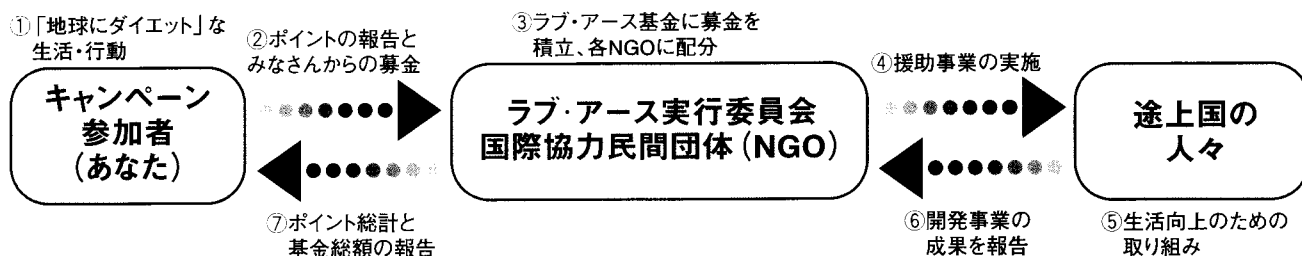 ①「地球にダイエット」な
生活・行動
キャンペーン
参加者
(あなた)
②ポイントの報告と
みなさんからの募金
③ラブ・アース基金に募金を
積立、各NGOに配分
ラブ・アース実行委員会
国際協力民間団体(NGO)
④援助事業の実施
途上国の
人々
⑤生活向上のための
取り組み
⑥開発事業の
成果を報告
⑦ポイント総計と
基金総額の報告